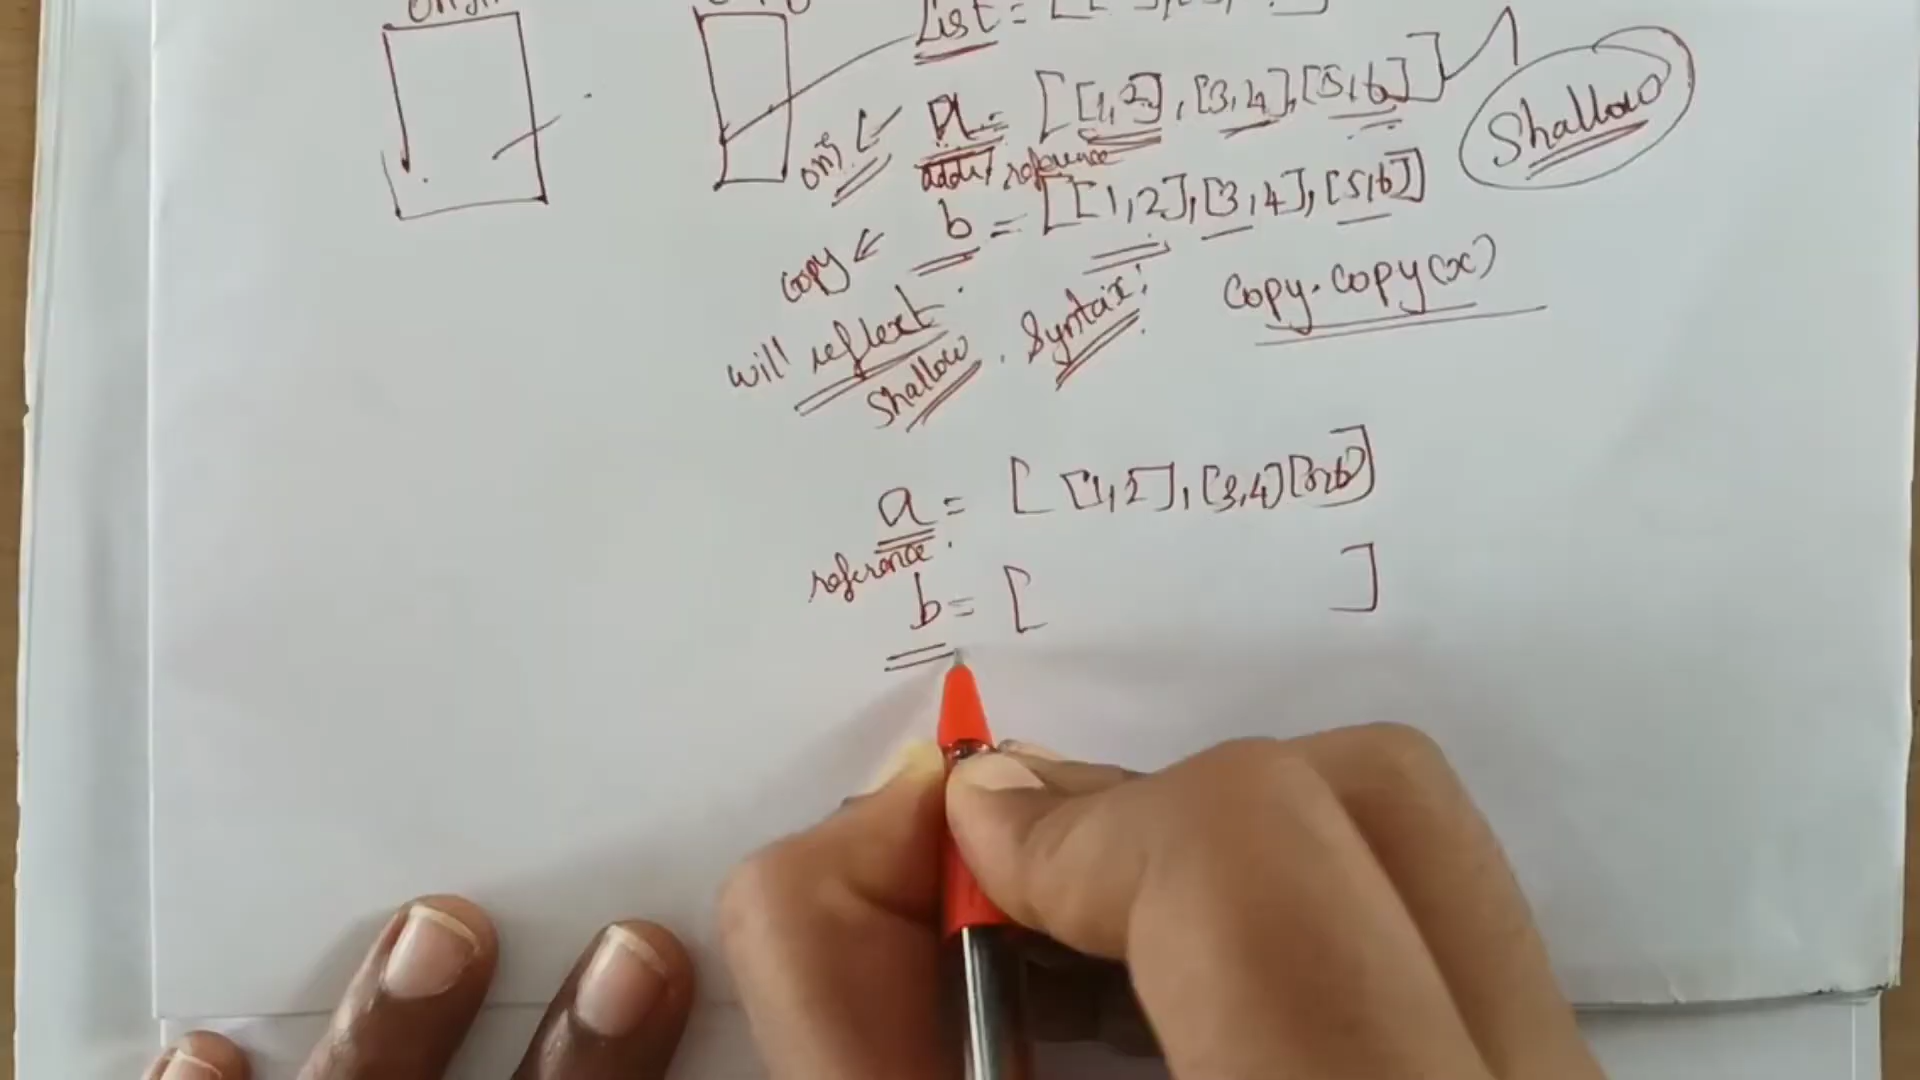 List = [
a = [[1,2],[3,4],[5,6]]
Shallow
orig
addr/ reference
b = [[1,2],[3,4],[5,6]]
copy
Copy.Copy(x)
will reflext
Shallow
Syntax:
a = [ [1,2],[3,4][5,6]]
reference
b = [ ]